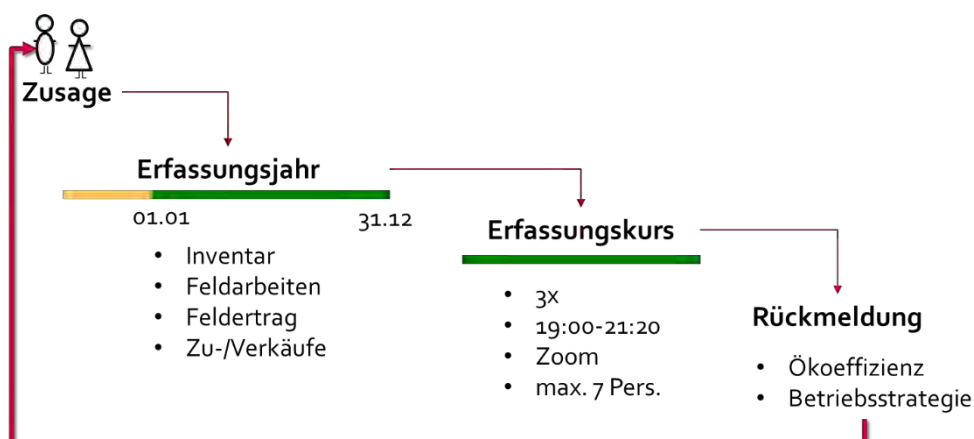 Zusage
Erfassungsjahr
01.01
31.12
• Inventar
• Feldarbeiten
• Feldertrag
• Zu-/Verkäufe
Erfassungskurs
• 3x
• 19:00-21:20
• Zoom
• max. 7 Pers.
Rückmeldung
• Ökoeffizienz
• Betriebsstrategie